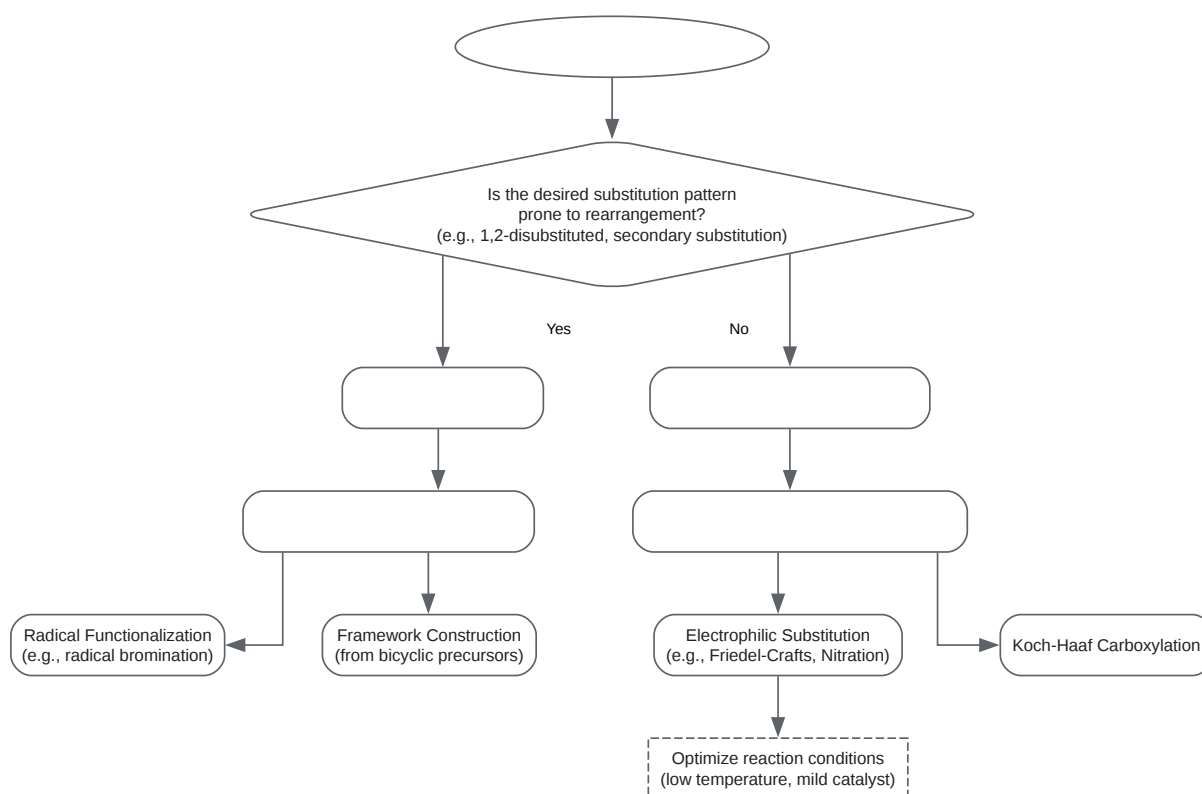 Is the desired substitution pattern
prone to rearrangement?
(e.g., 1,2-disubstituted, secondary substitution)
Yes
No
Radical Functionalization
(e.g., radical bromination)
Framework Construction
(from bicyclic precursors)
Electrophilic Substitution
(e.g., Friedel-Crafts, Nitration)
Koch-Haaf Carboxylation
Optimize reaction conditions
(low temperature, mild catalyst)